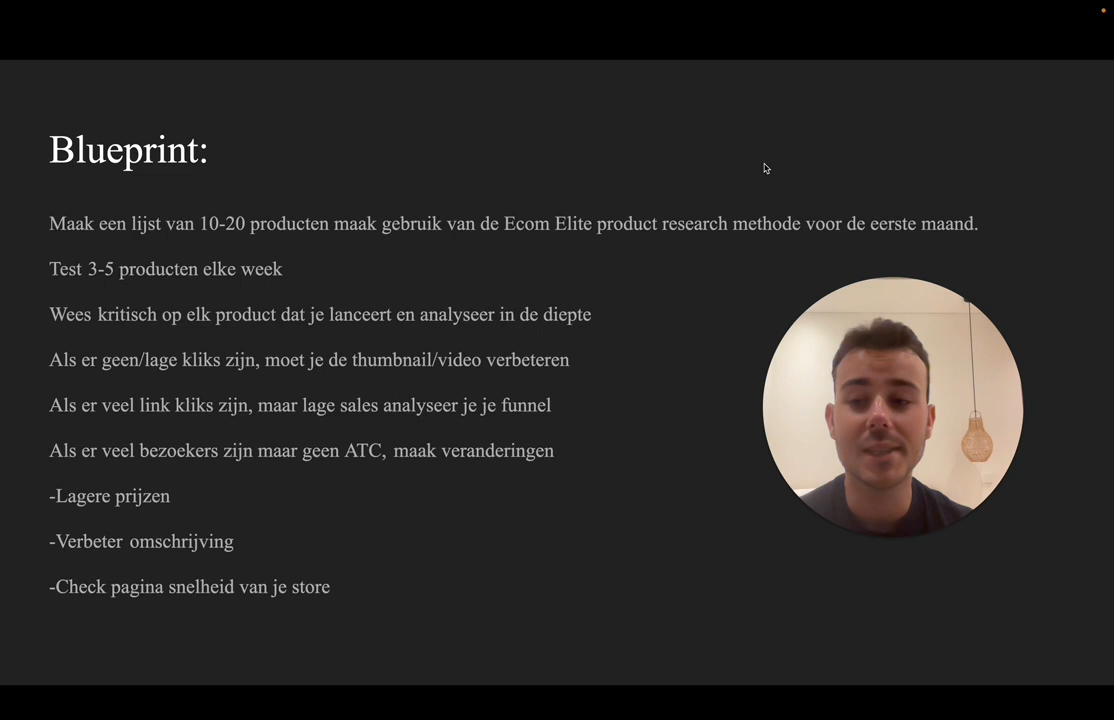 Blueprint:
Maak een lijst van 10-20 producten maak gebruik van de Ecom Elite product research methode voor de eerste maand.
Test 3-5 producten elke week
Wees kritisch op elk product dat je lanceert en analyseer in de diepte
Als er geen/lage kliks zijn, moet je de thumbnail/video verbeteren
Als er veel link kliks zijn, maar lage sales analyseer je je funnel
Als er veel bezoekers zijn maar geen ATC, maak veranderingen
-Lagere prijzen
-Verbeter omschrijving
-Check pagina snelheid van je store